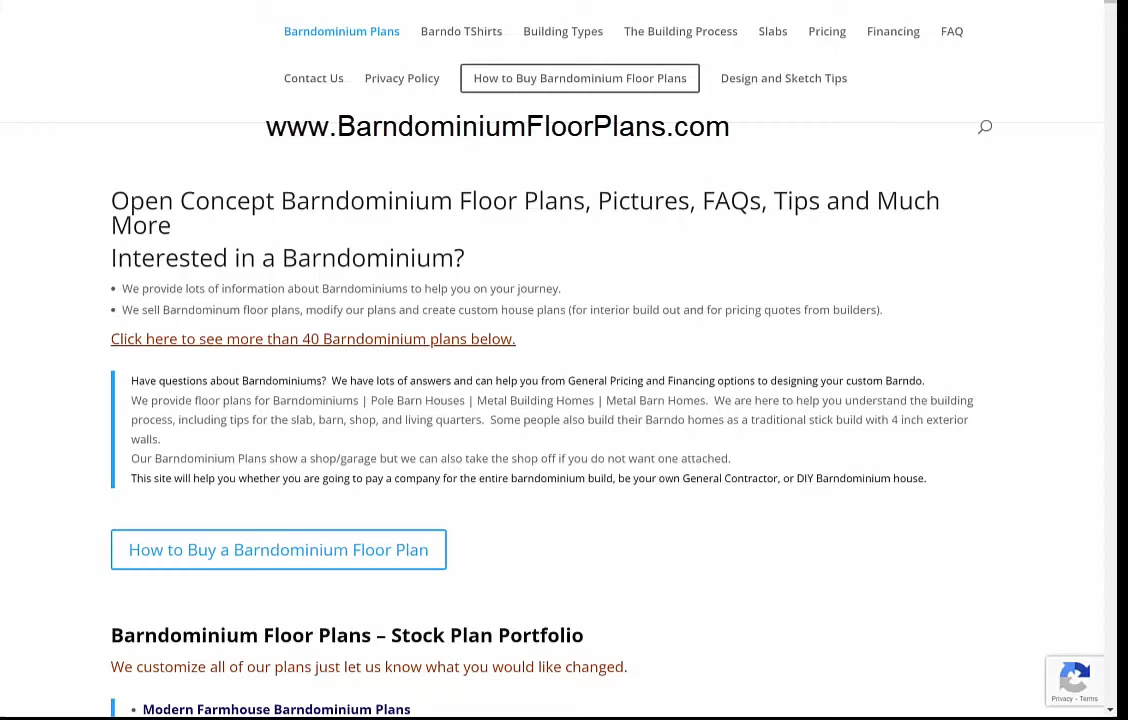 Barndominium Plans Barndo TShirts Building Types The Building Process Slabs Pricing Financing FAQ
Contact Us Privacy Policy How to Buy Barndominium Floor Plans Design and Sketch Tips
www.BarndominiumFloorPlans.com
Open Concept Barndominium Floor Plans, Pictures, FAQs, Tips and Much
More
Interested in a Barndominium?
• We provide lots of information about Barndominiums to help you on your journey.
• We sell Barndominum floor plans, modify our plans and create custom house plans (for interior build out and for pricing quotes from builders).
Click here to see more than 40 Barndominium plans below.
Have questions about Barndominiums? We have lots of answers and can help you from General Pricing and Financing options to designing your custom Barndo.
We provide floor plans for Barndominiums | Pole Barn Houses | Metal Building Homes | Metal Barn Homes. We are here to help you understand the building
process, including tips for the slab, barn, shop, and living quarters. Some people also build their Barndo homes as a traditional stick build with 4 inch exterior
walls.
Our Barndominium Plans show a shop/garage but we can also take the shop off if you do not want one attached.
This site will help you whether you are going to pay a company for the entire barndominium build, be your own General Contractor, or DIY Barndominium house.
How to Buy a Barndominium Floor Plan
Barndominium Floor Plans – Stock Plan Portfolio
We customize all of our plans just let us know what you would like changed.
• Modern Farmhouse Barndominium Plans
Privacy - Terms